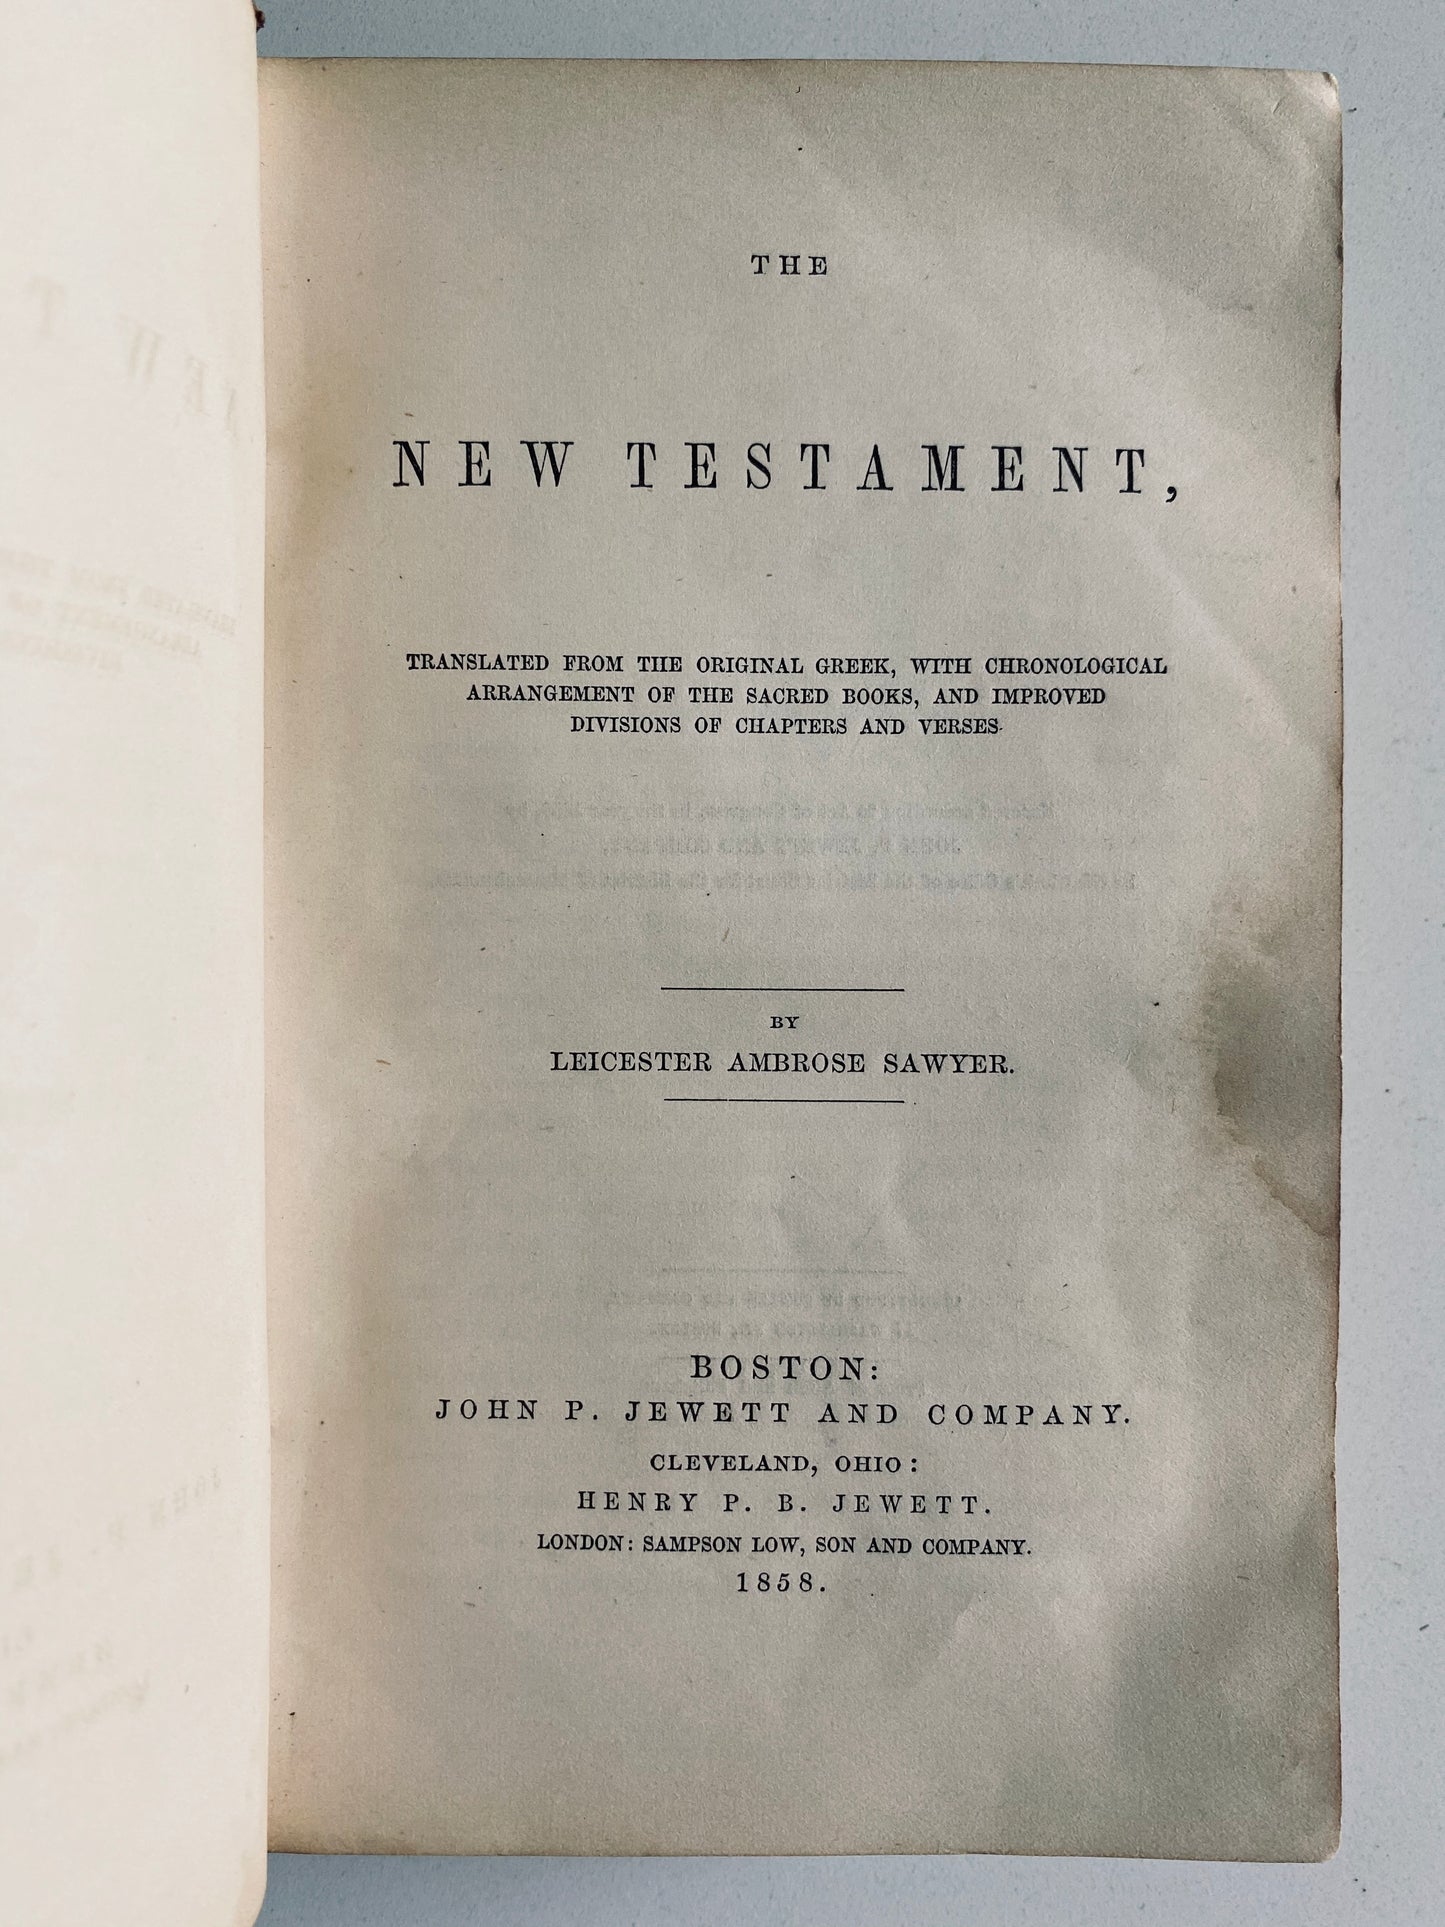 THE
NEW TESTAMENT,
TRANSLATED FROM THE ORIGINAL GREEK, WITH CHRONOLOGICAL
ARRANGEMENT OF THE SACRED BOOKS, AND IMPROVED
DIVISIONS OF CHAPTERS AND VERSES.
BY
LEICESTER AMBROSE SAWYER.
BOSTON:
JOHN P. JEWETT AND COMPANY.
CLEVELAND, OHIO:
HENRY P. B. JEWETT.
LONDON: SAMPSON LOW, SON AND COMPANY.
1858.